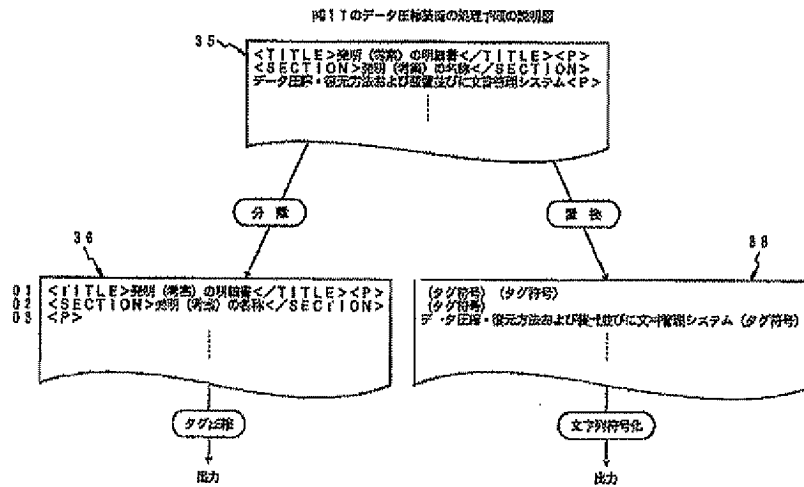 図17のデータ圧縮装置の処理手順の説明図
35
<TITLE>発明（考案）の明細書</TITLE><P>
<SECTION>発明（考案）の名称</SECTION>
データ圧縮・復元方法および装置並びに文書管理システム<P>
分離
置換
36
38
01 <TITLE>発明（考案）の明細書</TITLE><P>
02 <SECTION>発明（考案）の名称</SECTION>
03 <P>
（タグ符号）（タグ符号）
（タグ符号）
データ圧縮・復元方法および装置並びに文書管理システム（タグ符号）
タグ圧縮
文字列符号化
出力
出力